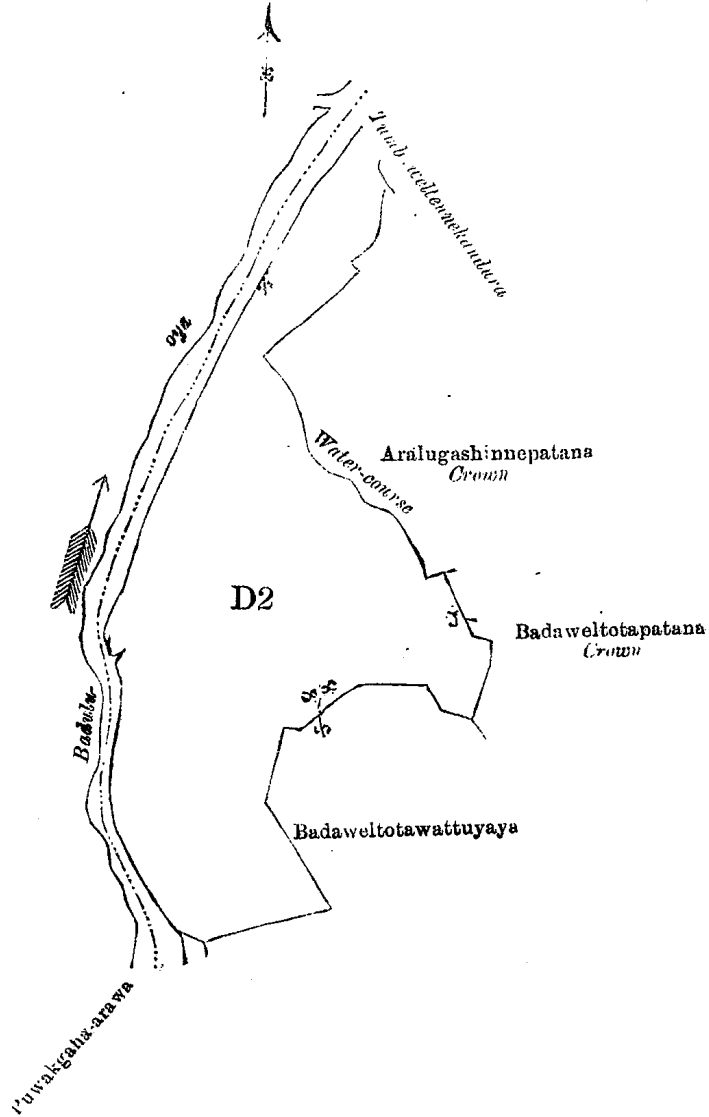 oya
Water-course
Aralugashinnepatana
Crown
D2
Badaweltotapatana
Crown
Badulu-
Badaweltotawattuyaya
Puwakgaha-arawa